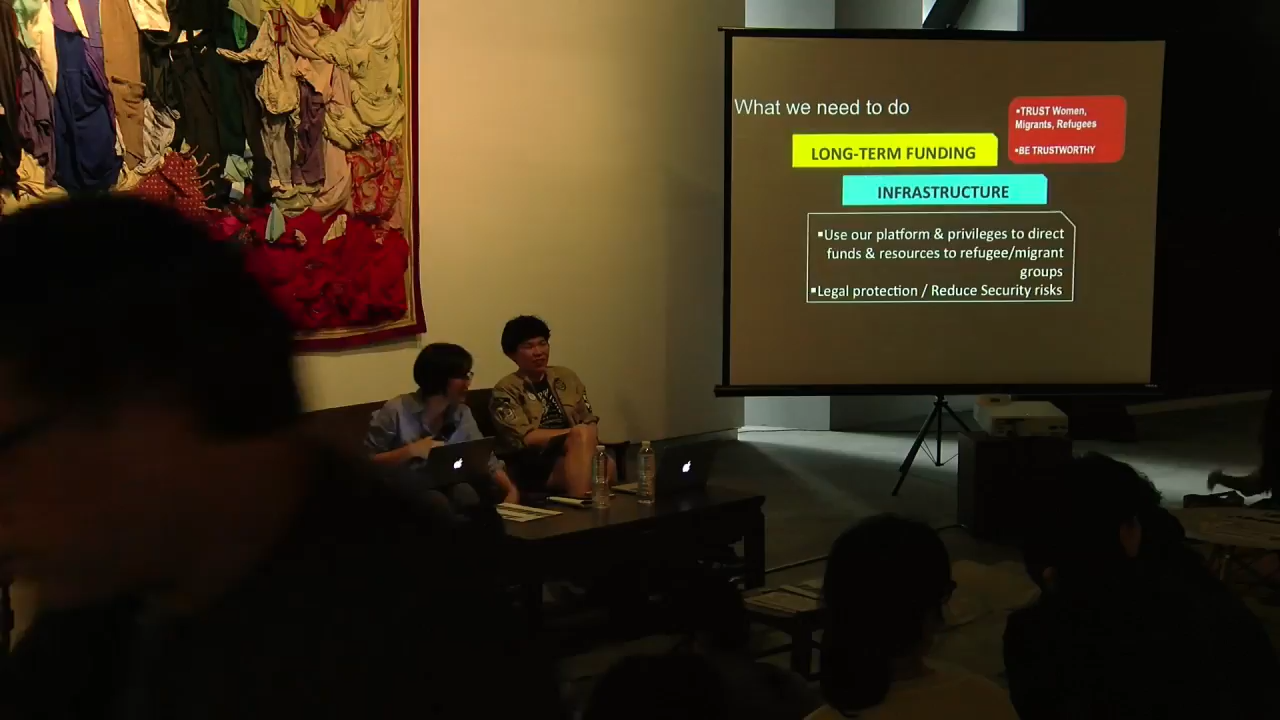 What we need to do
▪TRUST Women,
Migrants, Refugees
▪BE TRUSTWORTHY
LONG-TERM FUNDING
INFRASTRUCTURE
▪Use our platform & privileges to direct
funds & resources to refugee/migrant
groups
▪Legal protection / Reduce Security risks